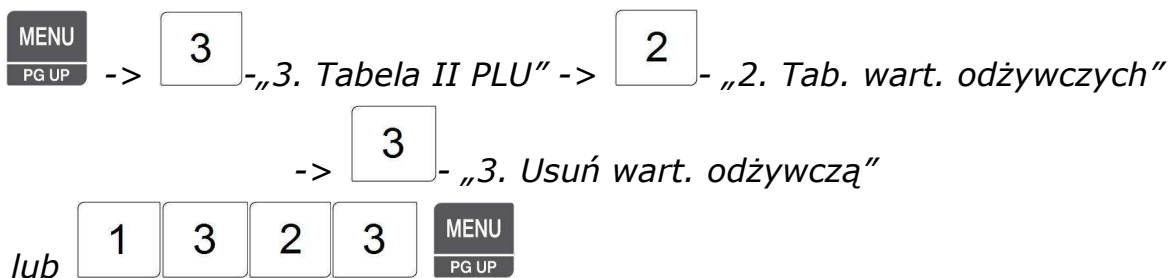 MENU
PG UP -> 3 -„3. Tabela II PLU” -> 2 - „2. Tab. wart. odżywczych”
-> 3 - „3. Usuń wart. odżywczą”
lub 1 3 2 3 MENU
PG UP